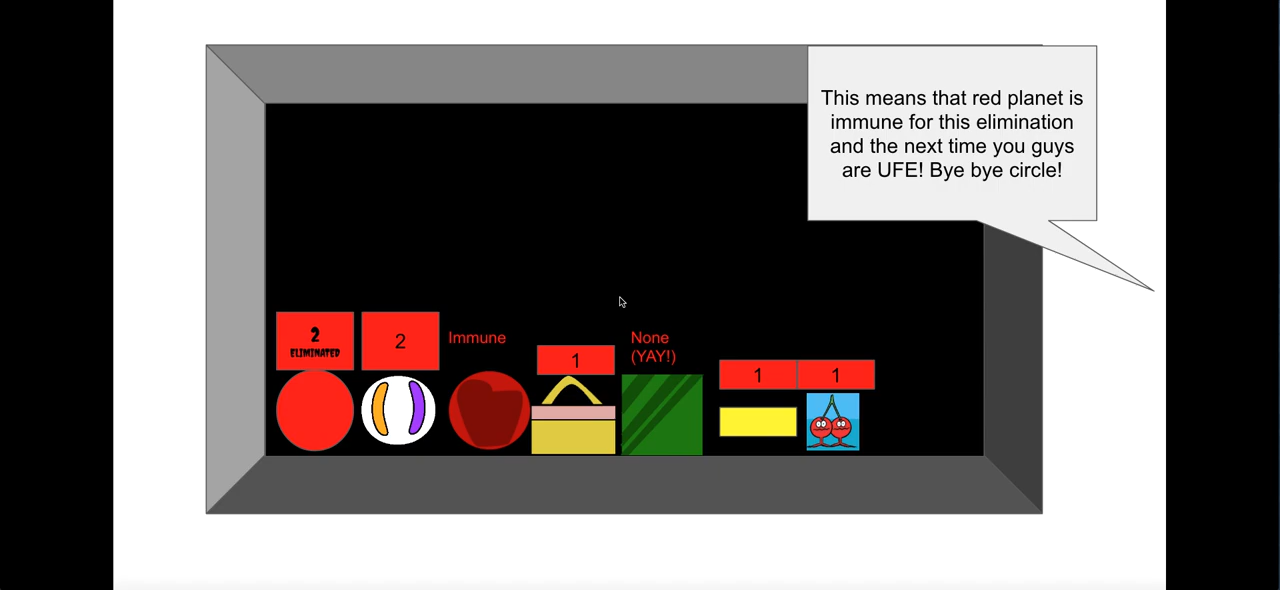 This means that red planet is
immune for this elimination
and the next time you guys
are UFE! Bye bye circle!
2
ELIMINATED
2
Immune
1
None
(YAY!)
1
1